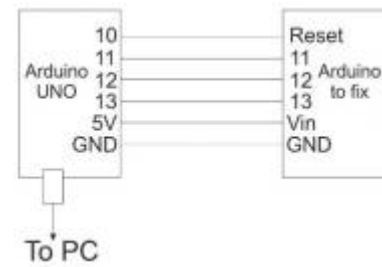 10 Reset
11 11
Arduino 12 12 Arduino
UNO 13 13 to fix
5V Vin
GND GND
To PC